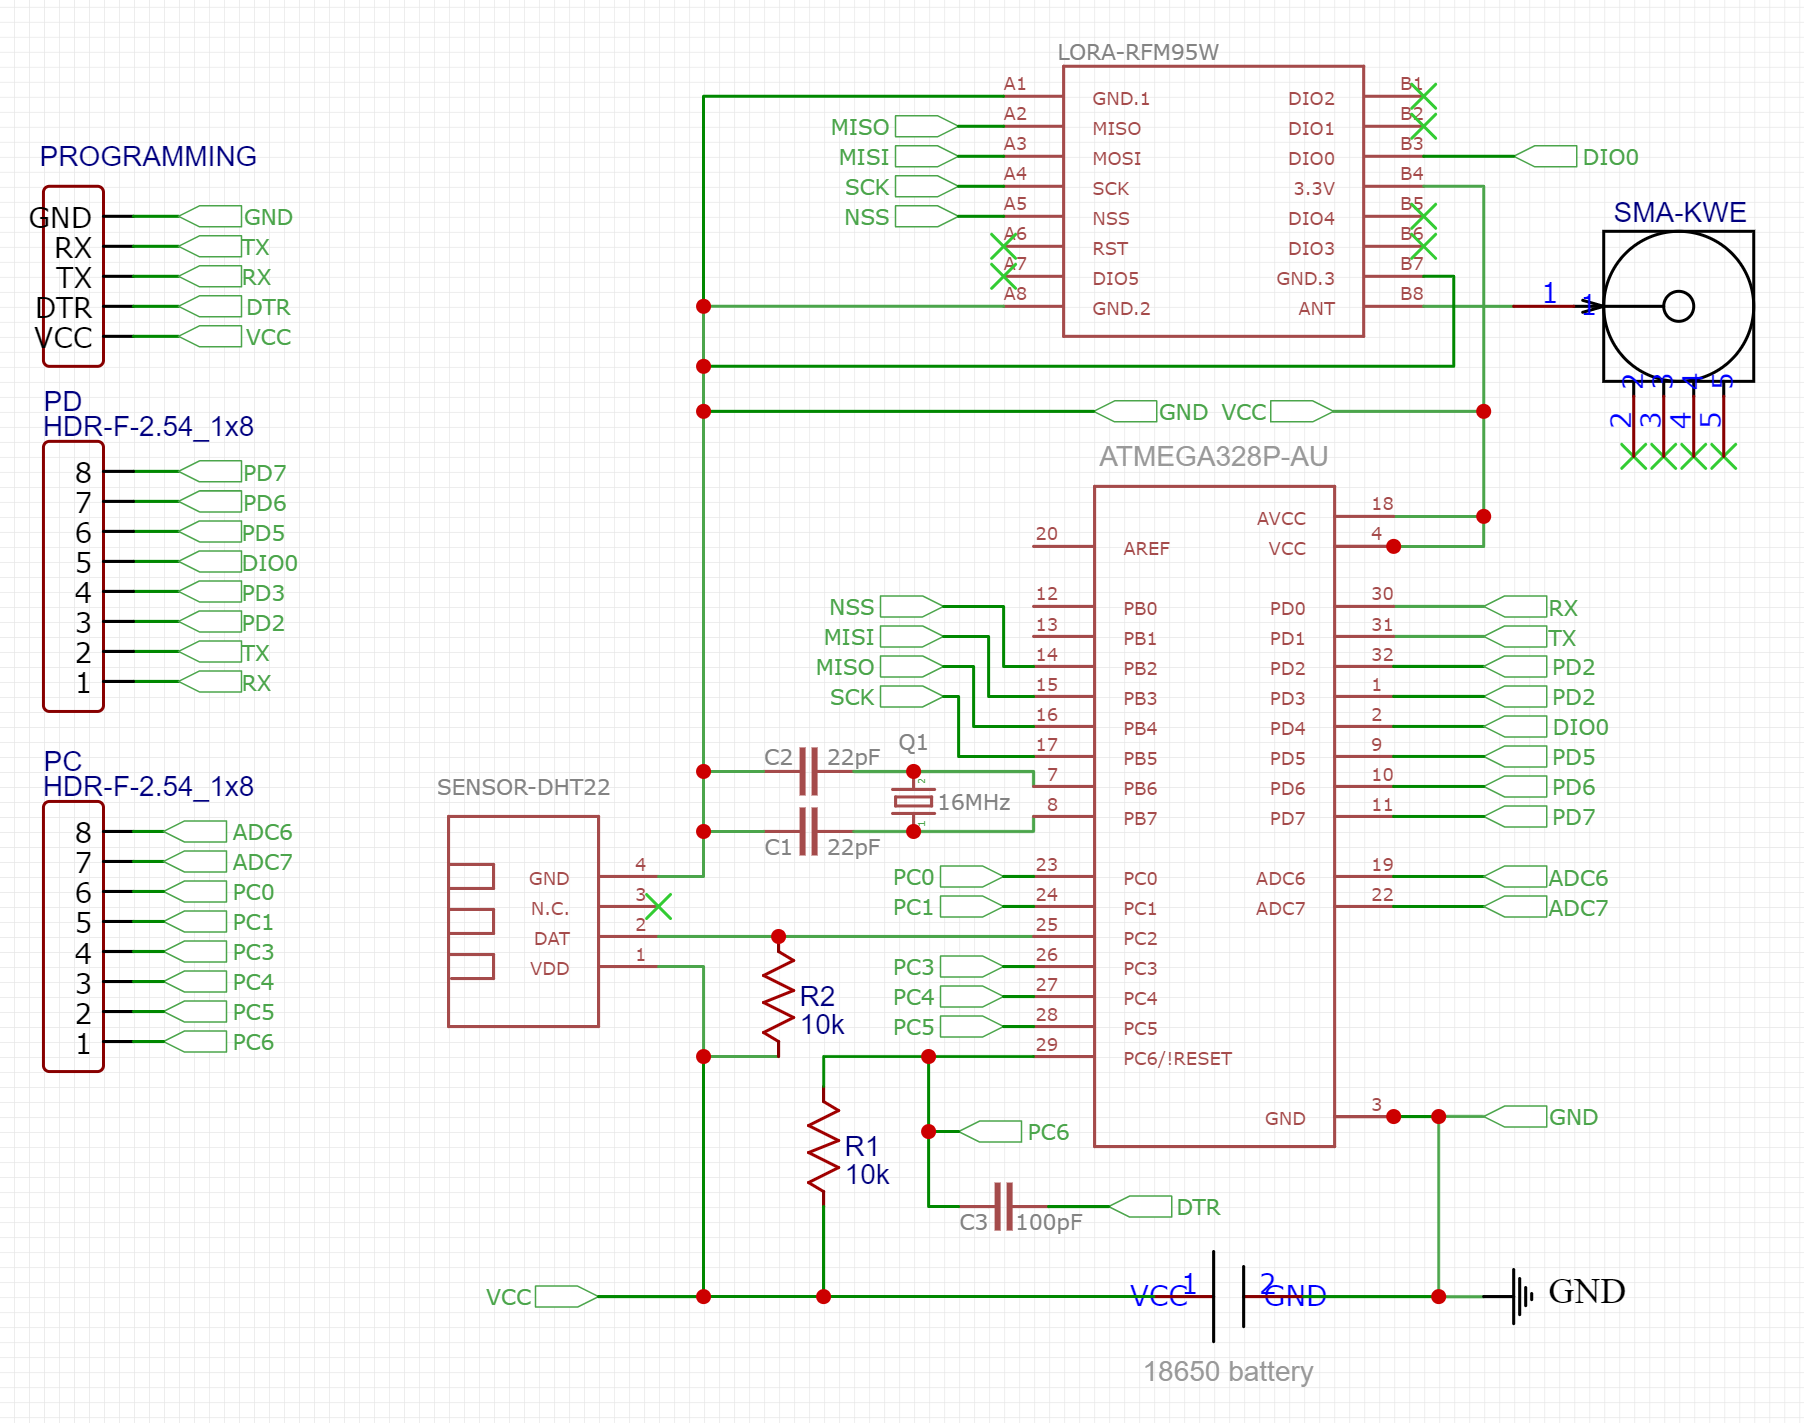 PROGRAMMING
GND GND
RX TX
TX RX
DTR DTR
VCC VCC
PD
HDR-F-2.54_1x8
8 PD7
7 PD6
6 PD5
5 DIO0
4 PD3
3 PD2
2 TX
1 RX
PC
HDR-F-2.54_1x8
8 ADC6
7 ADC7
6 PC0
5 PC1
4 PC3
3 PC4
2 PC5
1 PC6
LORA-RFM95W
A1 GND.1 DIO2 B1
MISO A2 MISO DIO1 B2
MISI A3 MOSI DIO0 B3 DIO0
SCK A4 SCK 3.3V B4
NSS A5 NSS DIO4 B5
A6 RST DIO3 B6
A7 DIO5 GND.3 B7
A8 GND.2 ANT B8
SMA-KWE
1 1
2 3 4 5
2 3 4 5
GND VCC
ATMEGA328P-AU
AVCC 18
20 AREF VCC 4
12 PB0 PD0 30 RX
13 PB1 PD1 31 TX
14 PB2 PD2 32 PD2
15 PB3 PD3 1 PD2
16 PB4 PD4 2 DIO0
17 PB5 PD5 9 PD5
7 PB6 PD6 10 PD6
8 PB7 PD7 11 PD7
NSS
MISI
MISO
SCK
C2 22pF
Q1
2
16MHz
1
C1 22pF
PC0 23 PC0 ADC6 19 ADC6
PC1 24 PC1 ADC7 22 ADC7
25 PC2
PC3 26 PC3
PC4 27 PC4
PC5 28 PC5
29 PC6/!RESET
GND 3 GND
SENSOR-DHT22
GND 4
N.C. 3
DAT 2
VDD 1
R2
10k
R1
10k
PC6
C3 100pF DTR
VCC
VCC 1 2 GND
GND
18650 battery